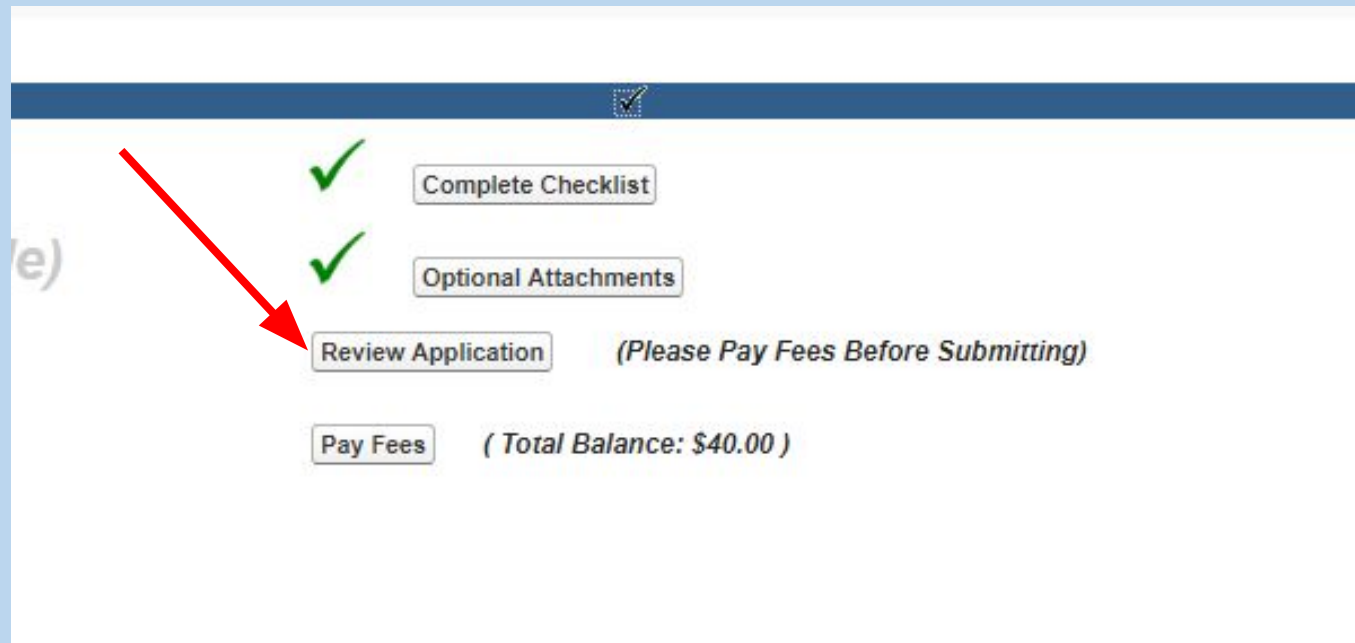 Complete Checklist
e)
Optional Attachments
Review Application (Please Pay Fees Before Submitting)
Pay Fees ( Total Balance: $40.00 )